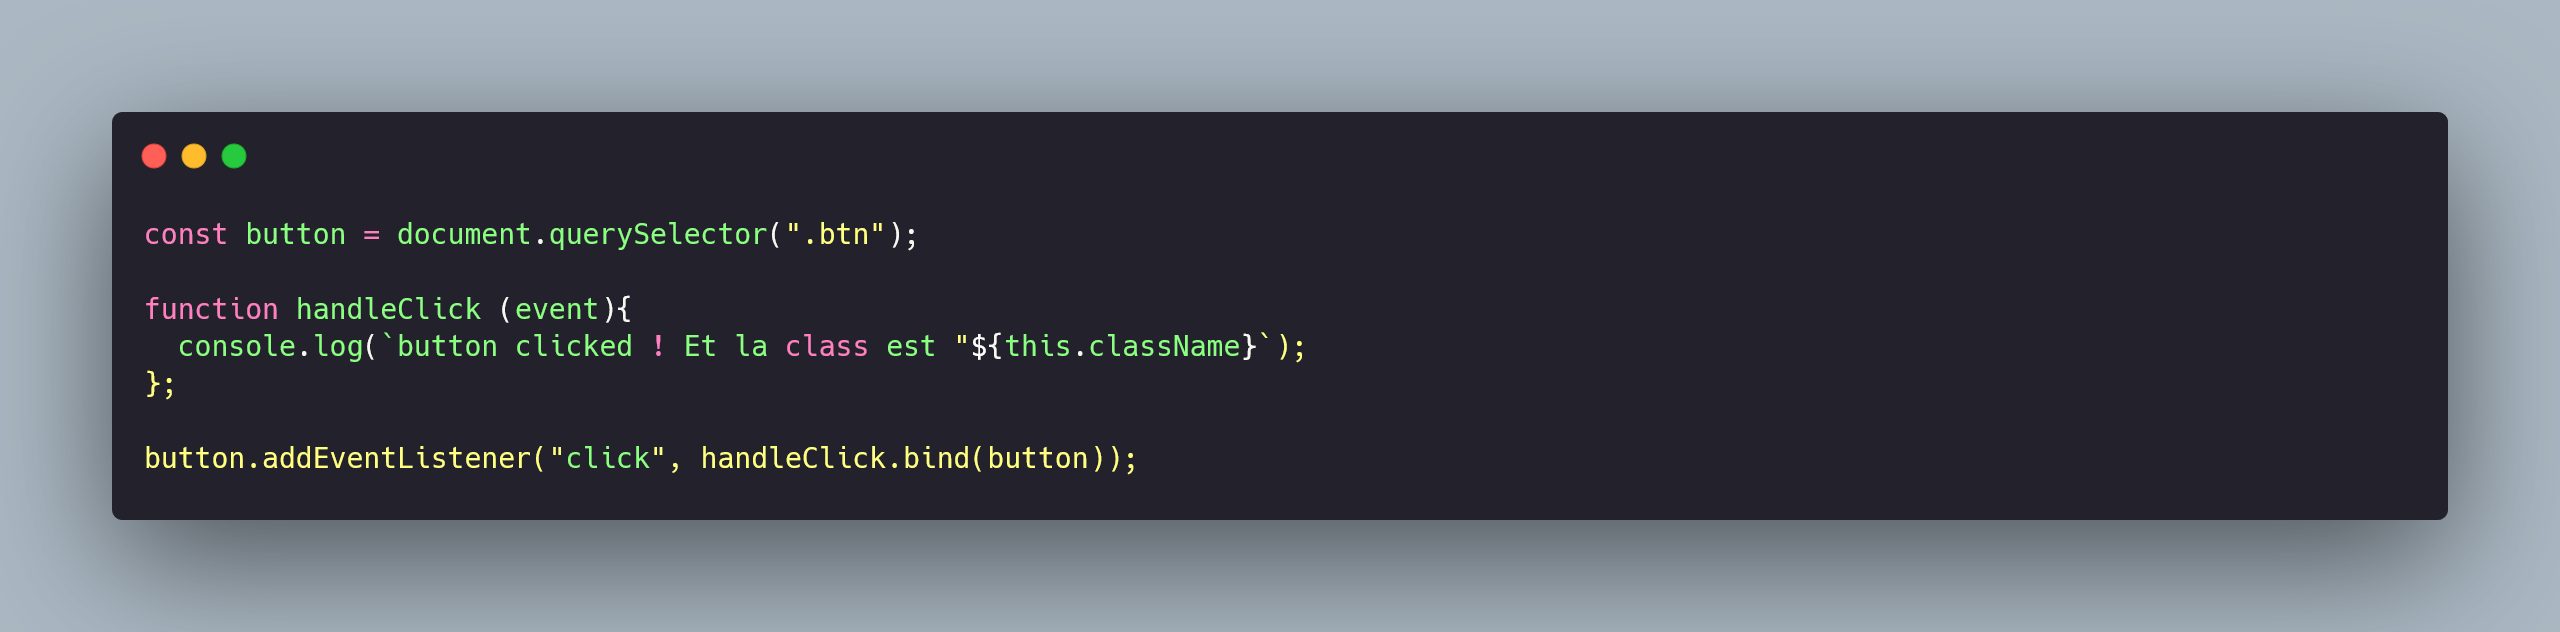 const button = document.querySelector(".btn");
function handleClick (event){
  console.log(`button clicked ! Et la class est "${this.className}`);
};
button.addEventListener("click", handleClick.bind(button));